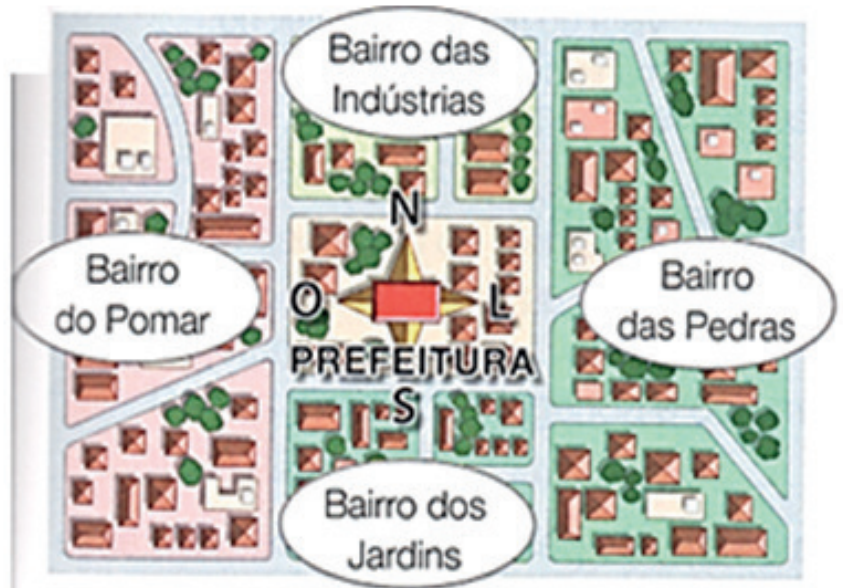 Bairro das
Indústrias
N
Bairro
do Pomar
O
L
Bairro
das Pedras
PREFEITURA
S
Bairro dos
Jardins